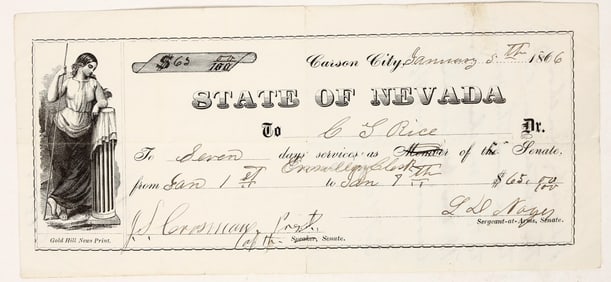 $65 00/100 Carson City, January 8th 1866
STATE OF NEVADA
To C S Rice Dr.
To Seven days services as Member of the Senate.
Enrolling Clerk
from Jan 1st to Jan 7th $65, 00/100
J. S. Crosman, Prest. L. D. Noyes
of the Speaker, Senate. Sergeant-at-Arms, Senate.
Gold Hill News Print.